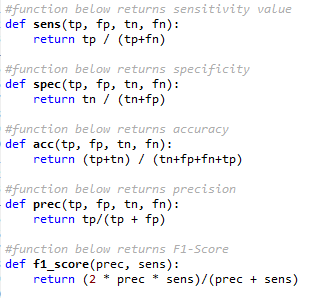 #function below returns sensitivity value
def sens(tp, fp, tn, fn):
    return tp / (tp+fn)
#function below returns specificity
def spec(tp, fp, tn, fn):
    return tn / (tn+fp)
#function below returns accuracy
def acc(tp, fp, tn, fn):
    return (tp+tn) / (tn+fp+fn+tp)
#function below returns precision
def prec(tp, fp, tn, fn):
    return tp/(tp + fp)
#function below returns F1-Score
def f1_score(prec, sens):
    return (2 * prec * sens)/(prec + sens)